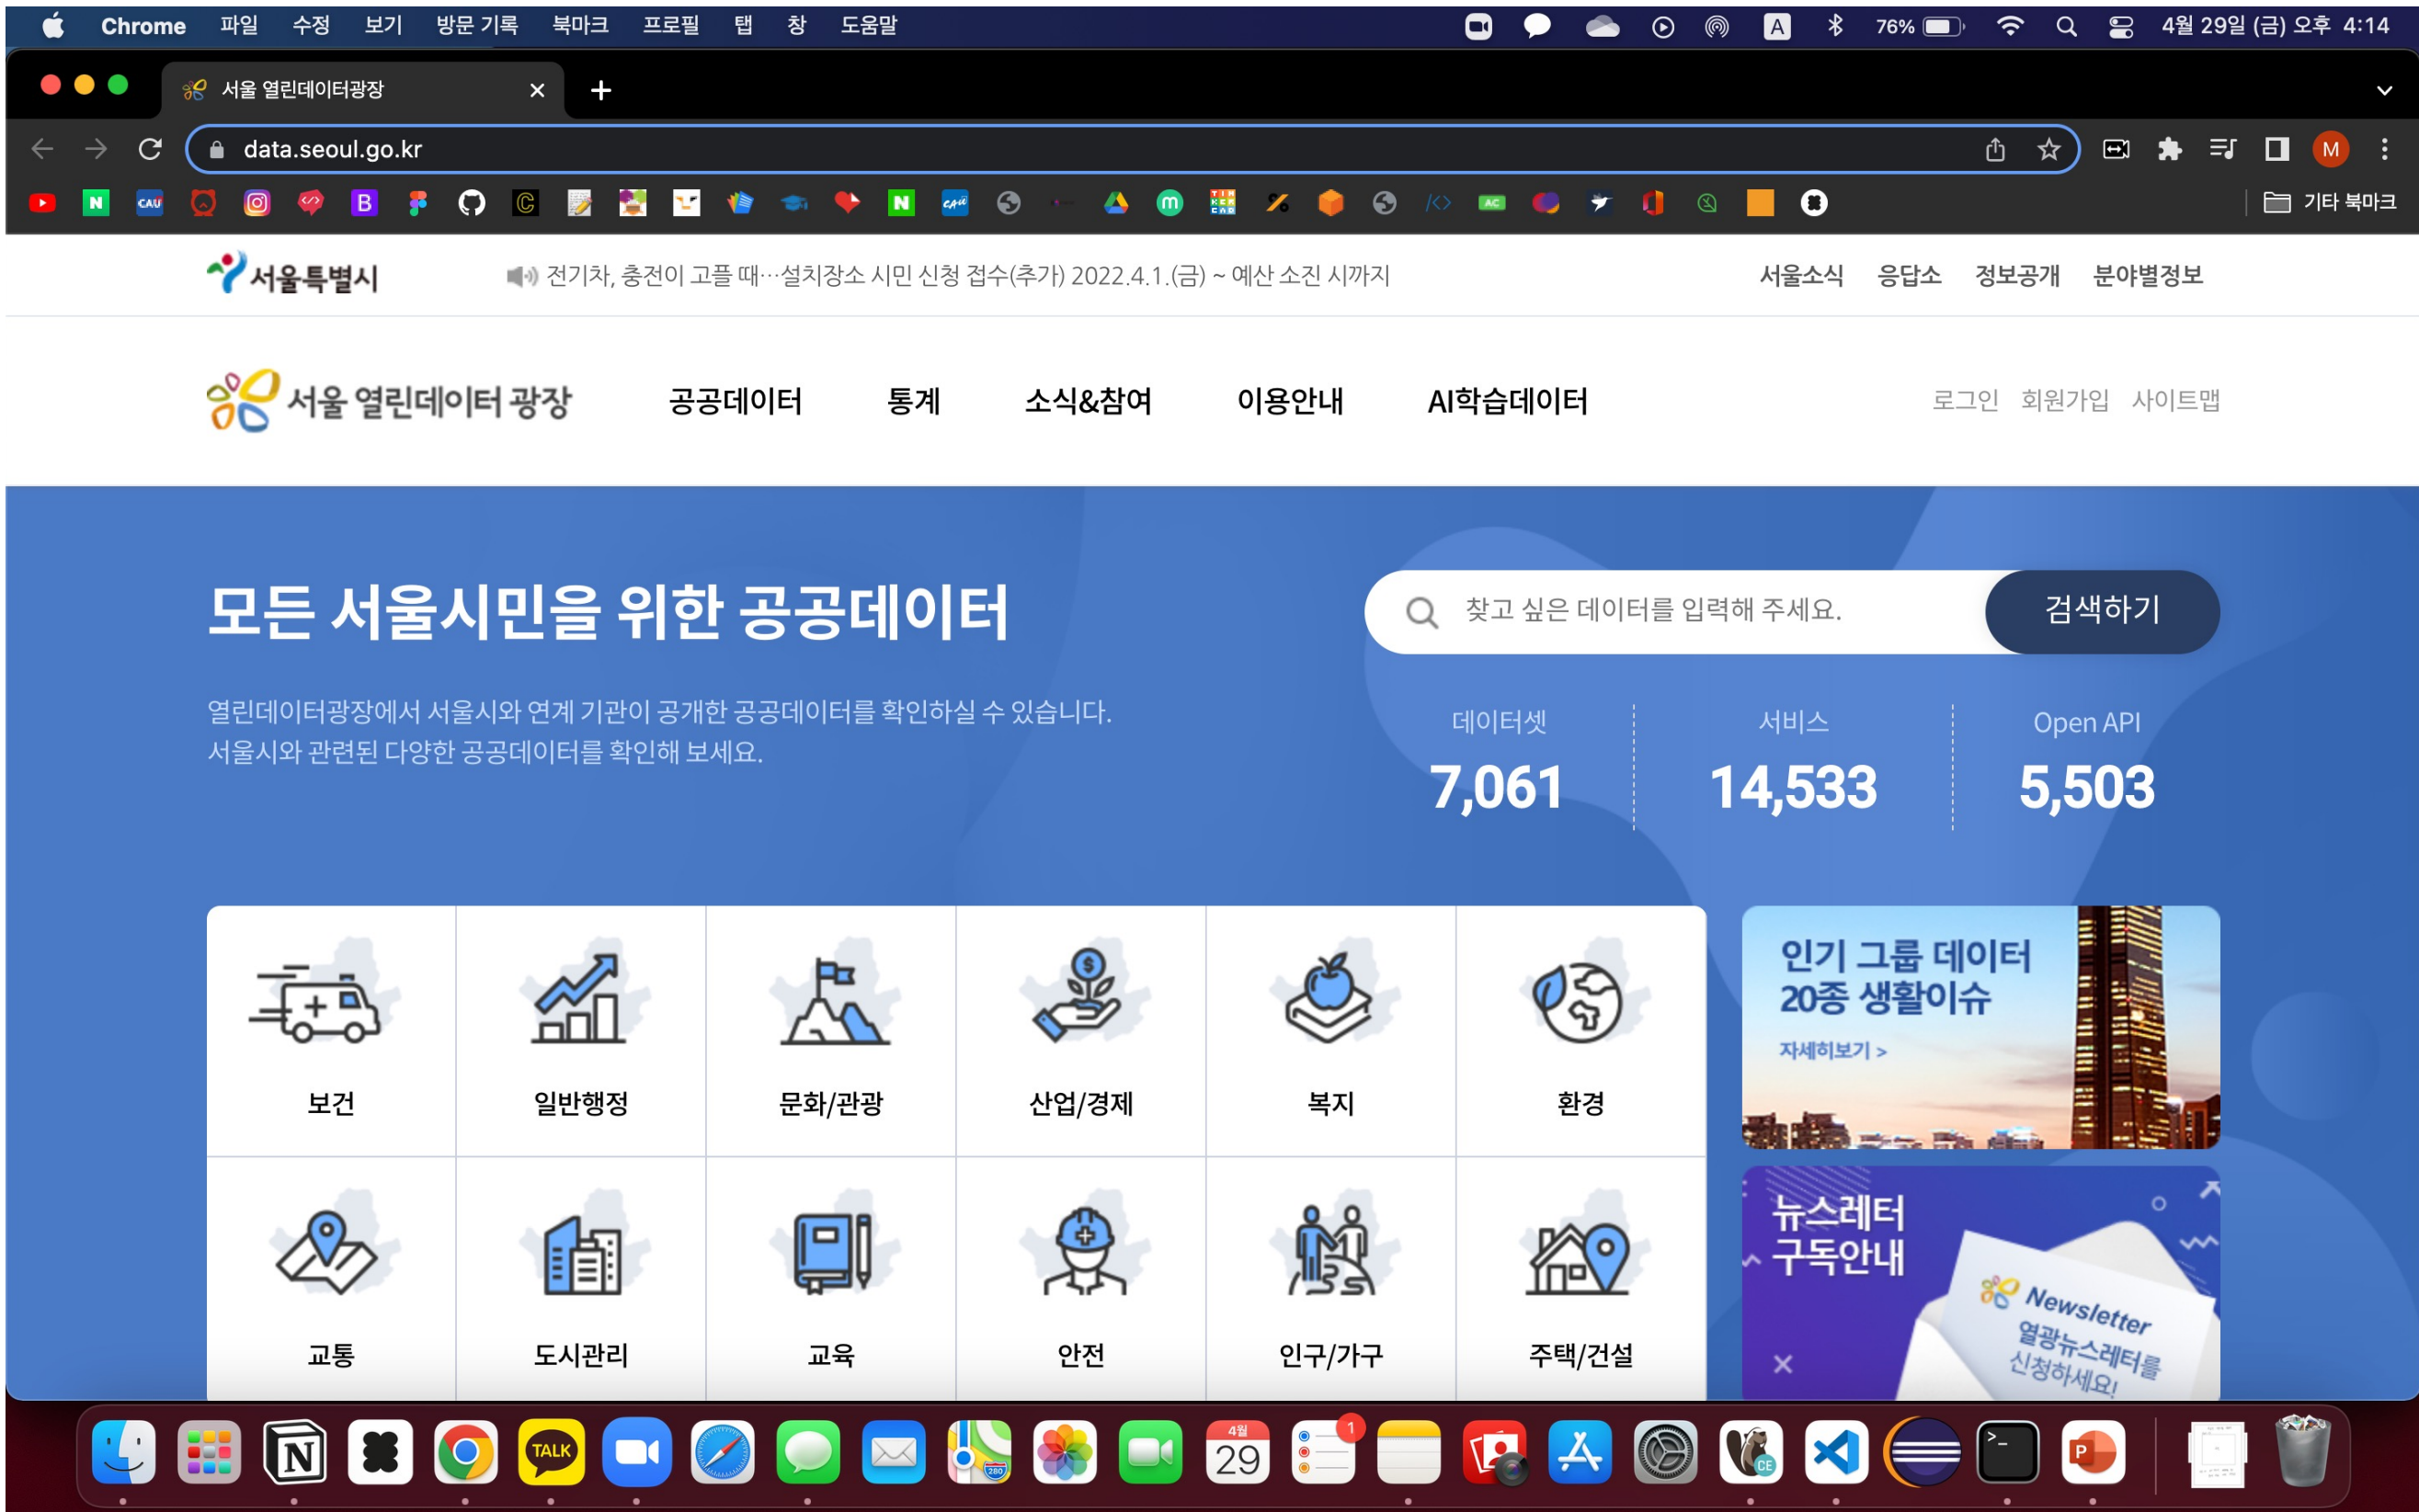 Chrome 파일 수정 보기 방문 기록 북마크 프로필 탭 창 도움말 A 76% 4월 29일 (금) 오후 4:14
서울 열린데이터광장
data.seoul.go.kr M
N CAU B C N CAU m TIN KER CAD AC 기타 북마크
서울특별시 전기차, 충전이 고플 때⋯설치장소 시민 신청 접수(추가) 2022.4.1.(금) ~ 예산 소진 시까지 서울소식 응답소 정보공개 분야별정보
서울 열린데이터 광장 공공데이터 통계 소식&참여 이용안내 AI학습데이터 로그인 회원가입 사이트맵
모든 서울시민을 위한 공공데이터
찾고 싶은 데이터를 입력해 주세요. 검색하기
열린데이터광장에서 서울시와 연계 기관이 공개한 공공데이터를 확인하실 수 있습니다.
서울시와 관련된 다양한 공공데이터를 확인해 보세요.
데이터셋 서비스 Open API
7,061 14,533 5,503
보건 일반행정 문화/관광 산업/경제 복지 환경
인기 그룹 데이터
20종 생활이슈
자세히보기 >
교통 도시관리 교육 안전 인구/가구 주택/건설
뉴스레터
구독안내
Newsletter
열광뉴스레터를
신청하세요!
N TALK 280 4월 29 1 CE >_ P